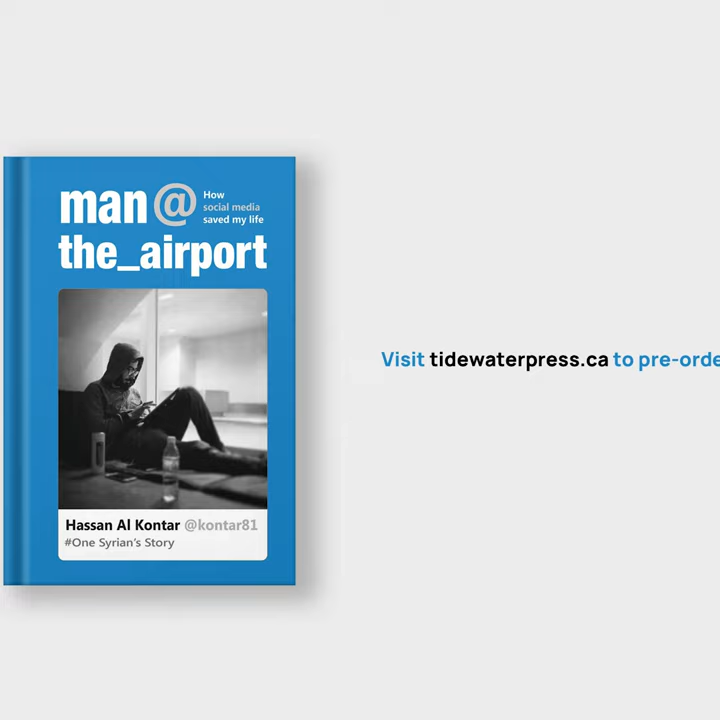 man@ How
social media
saved my life
the_airport
Hassan Al Kontar @kontar81
#One Syrian's Story
Visit tidewaterpress.ca to pre-orde